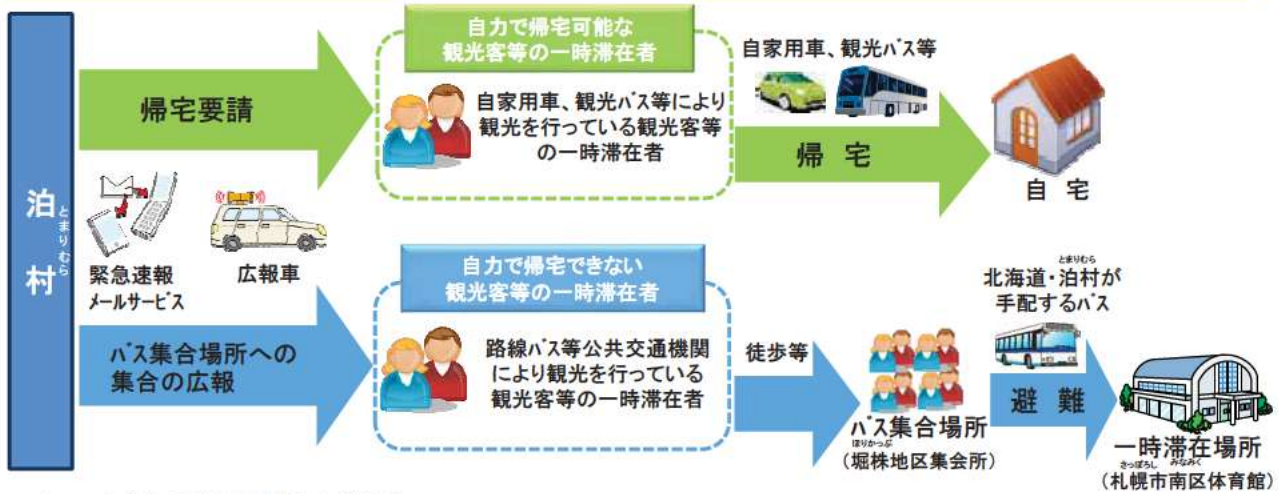 泊村
とまりむら
帰宅要請
緊急速報
メールサービス
広報車
バス集合場所への
集合の広報
自力で帰宅可能な
観光客等の一時滞在者
自家用車、観光バス等により
観光を行っている観光客等
の一時滞在者
自家用車、観光バス等
帰 宅
自 宅
自力で帰宅できない
観光客等の一時滞在者
路線バス等公共交通機関
により観光を行っている
観光客等の一時滞在者
徒歩等
バス集合場所
ほりかっぷ
(堀株地区集会所)
とまりむら
北海道・泊村が
手配するバス
避 難
一時滞在場所
さっぽろし みなみく
(札幌市南区体育館)